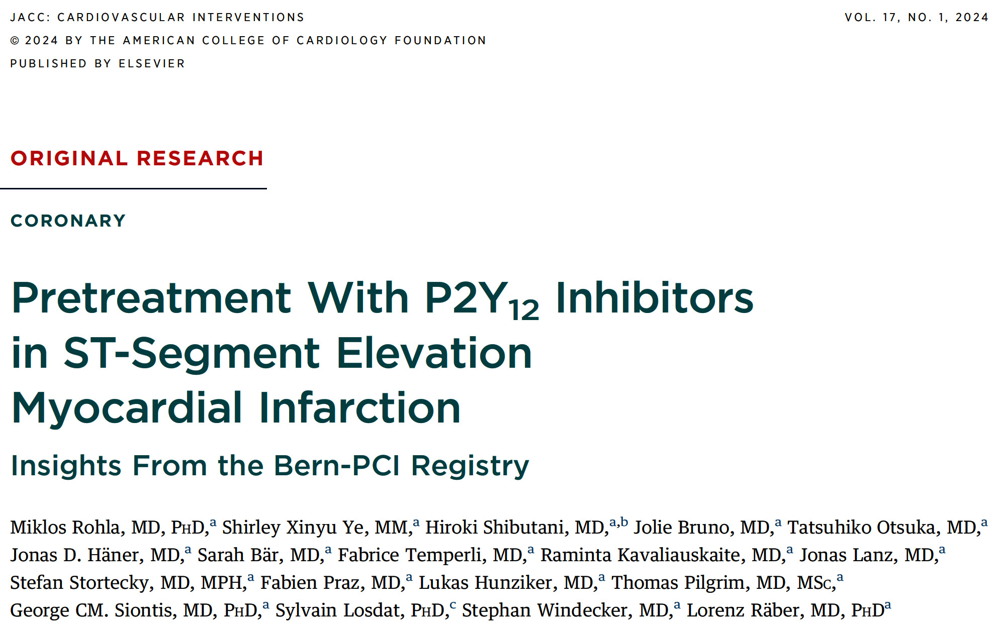 JACC: CARDIOVASCULAR INTERVENTIONS VOL. 17, NO. 1, 2024
© 2024 BY THE AMERICAN COLLEGE OF CARDIOLOGY FOUNDATION
PUBLISHED BY ELSEVIER
ORIGINAL RESEARCH
CORONARY
Pretreatment With P2Y12 Inhibitors
in ST-Segment Elevation
Myocardial Infarction
Insights From the Bern-PCI Registry
Miklos Rohla, MD, PhD,a Shirley Xinyu Ye, MM,a Hiroki Shibutani, MD,a,b Jolie Bruno, MD,a Tatsuhiko Otsuka, MD,a
Jonas D. Häner, MD,a Sarah Bär, MD,a Fabrice Temperli, MD,a Raminta Kavaliauskaite, MD,a Jonas Lanz, MD,a
Stefan Stortecky, MD, MPH,a Fabien Praz, MD,a Lukas Hunziker, MD,a Thomas Pilgrim, MD, MSc,a
George CM. Siontis, MD, PhD,a Sylvain Losdat, PhD,c Stephan Windecker, MD,a Lorenz Räber, MD, PhDa